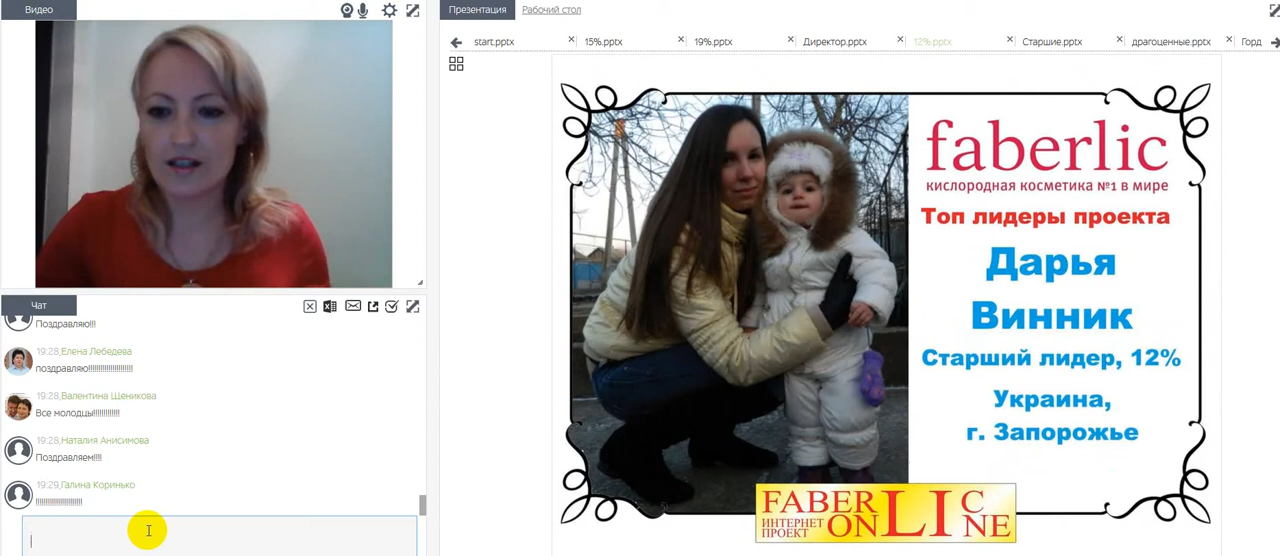 Видео
Презентация
Рабочий стол
start.pptx
15%.pptx
19%.pptx
Директор.pptx
12%.pptx
Старшие.pptx
драгоценные.pptx
Горд
faberlic
кислородная косметика №1 в мире
Топ лидеры проекта
Дарья
Винник
Старший лидер, 12%
Украина,
г. Запорожье
FABERLIC
ИНТЕРНЕТ
ПРОЕКТ
ONLINE
Чат
Поздравляю!!!
19:28,Елена Лебедева
поздравляю!!!!!!!!!!!!!!!!!!!!!!
19:28,Валентина Щеникова
Все молодцы!!!!!!!!!!!!!
19:28,Наталия Анисимова
Поздравляем!!!!
19:29,Галина Коринько
!!!!!!!!!!!!!!!!!!!!!!!